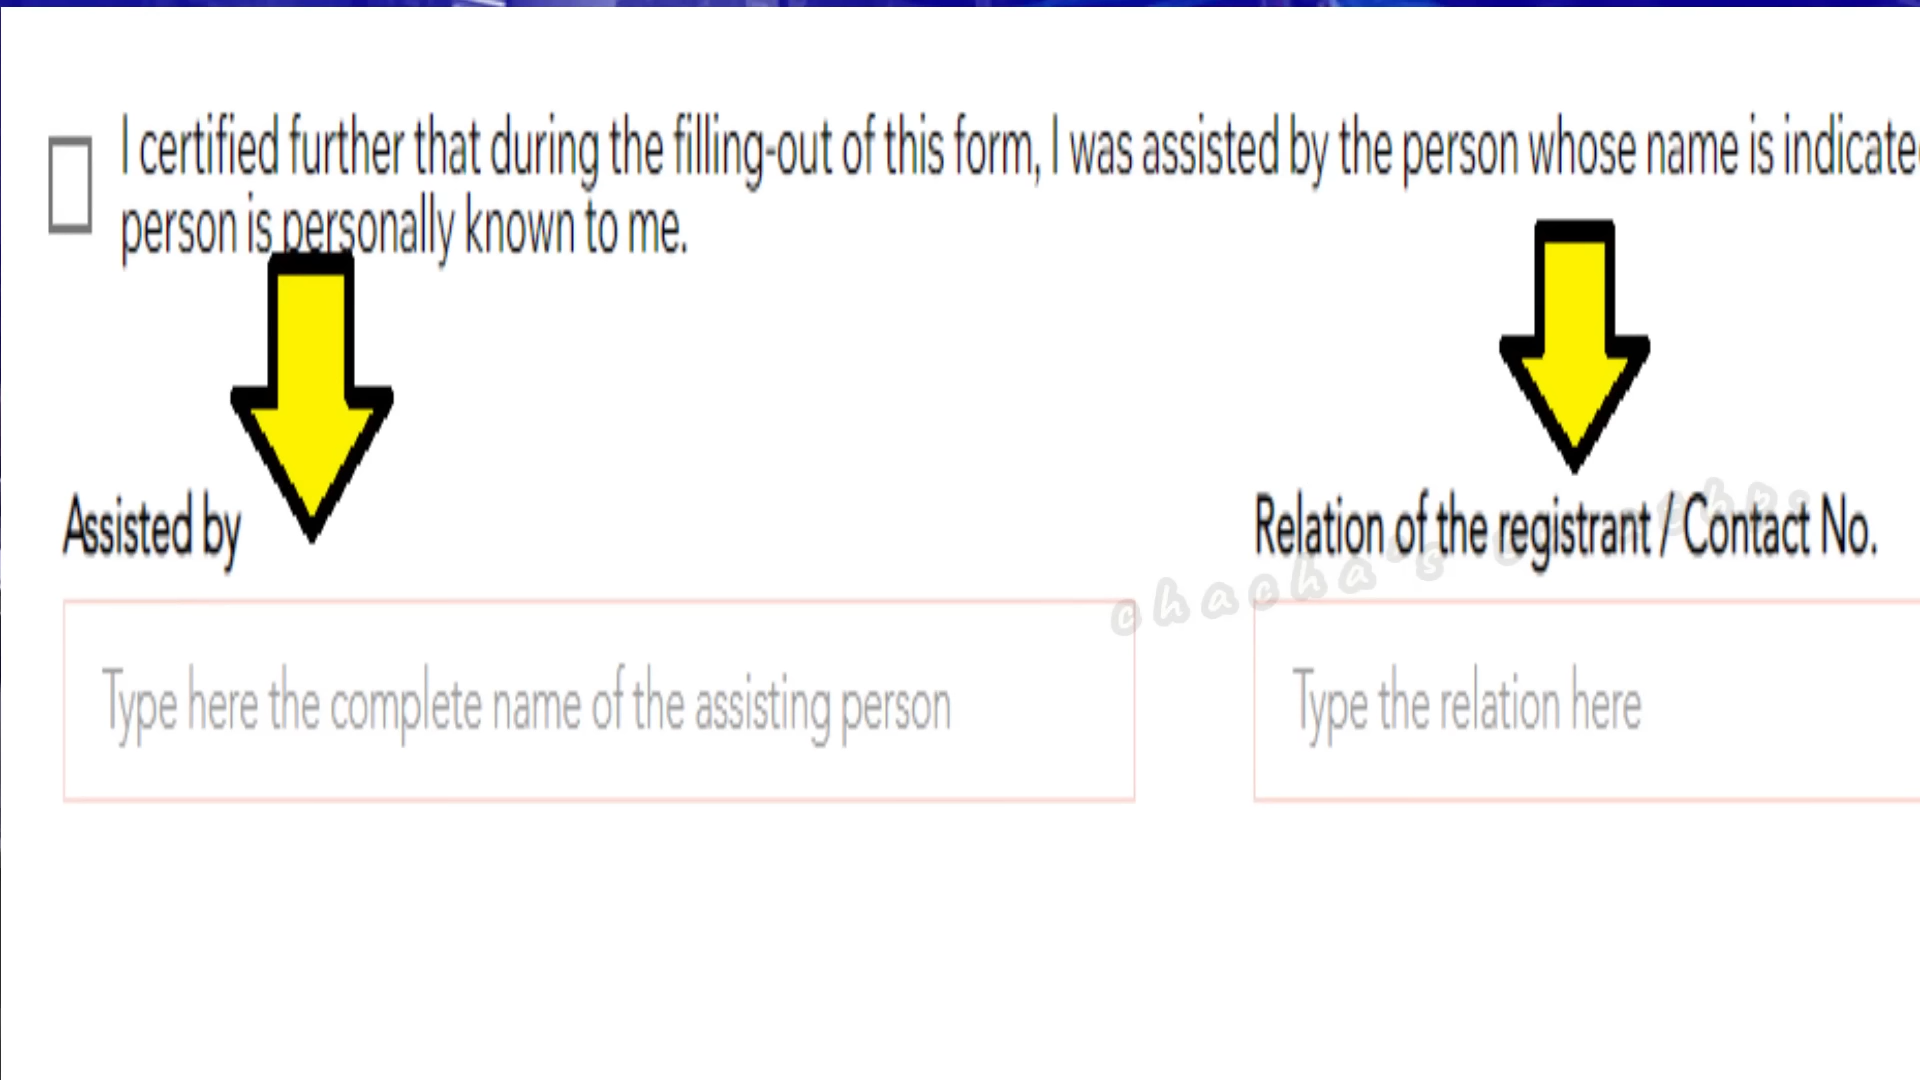 I certified further that during the filling-out of this form, I was assisted by the person whose name is
person is personally known to me.
Assisted by
Relation of the registrant / Contact No.
chacha's
Type here the complete name of the assisting person
Type the relation here